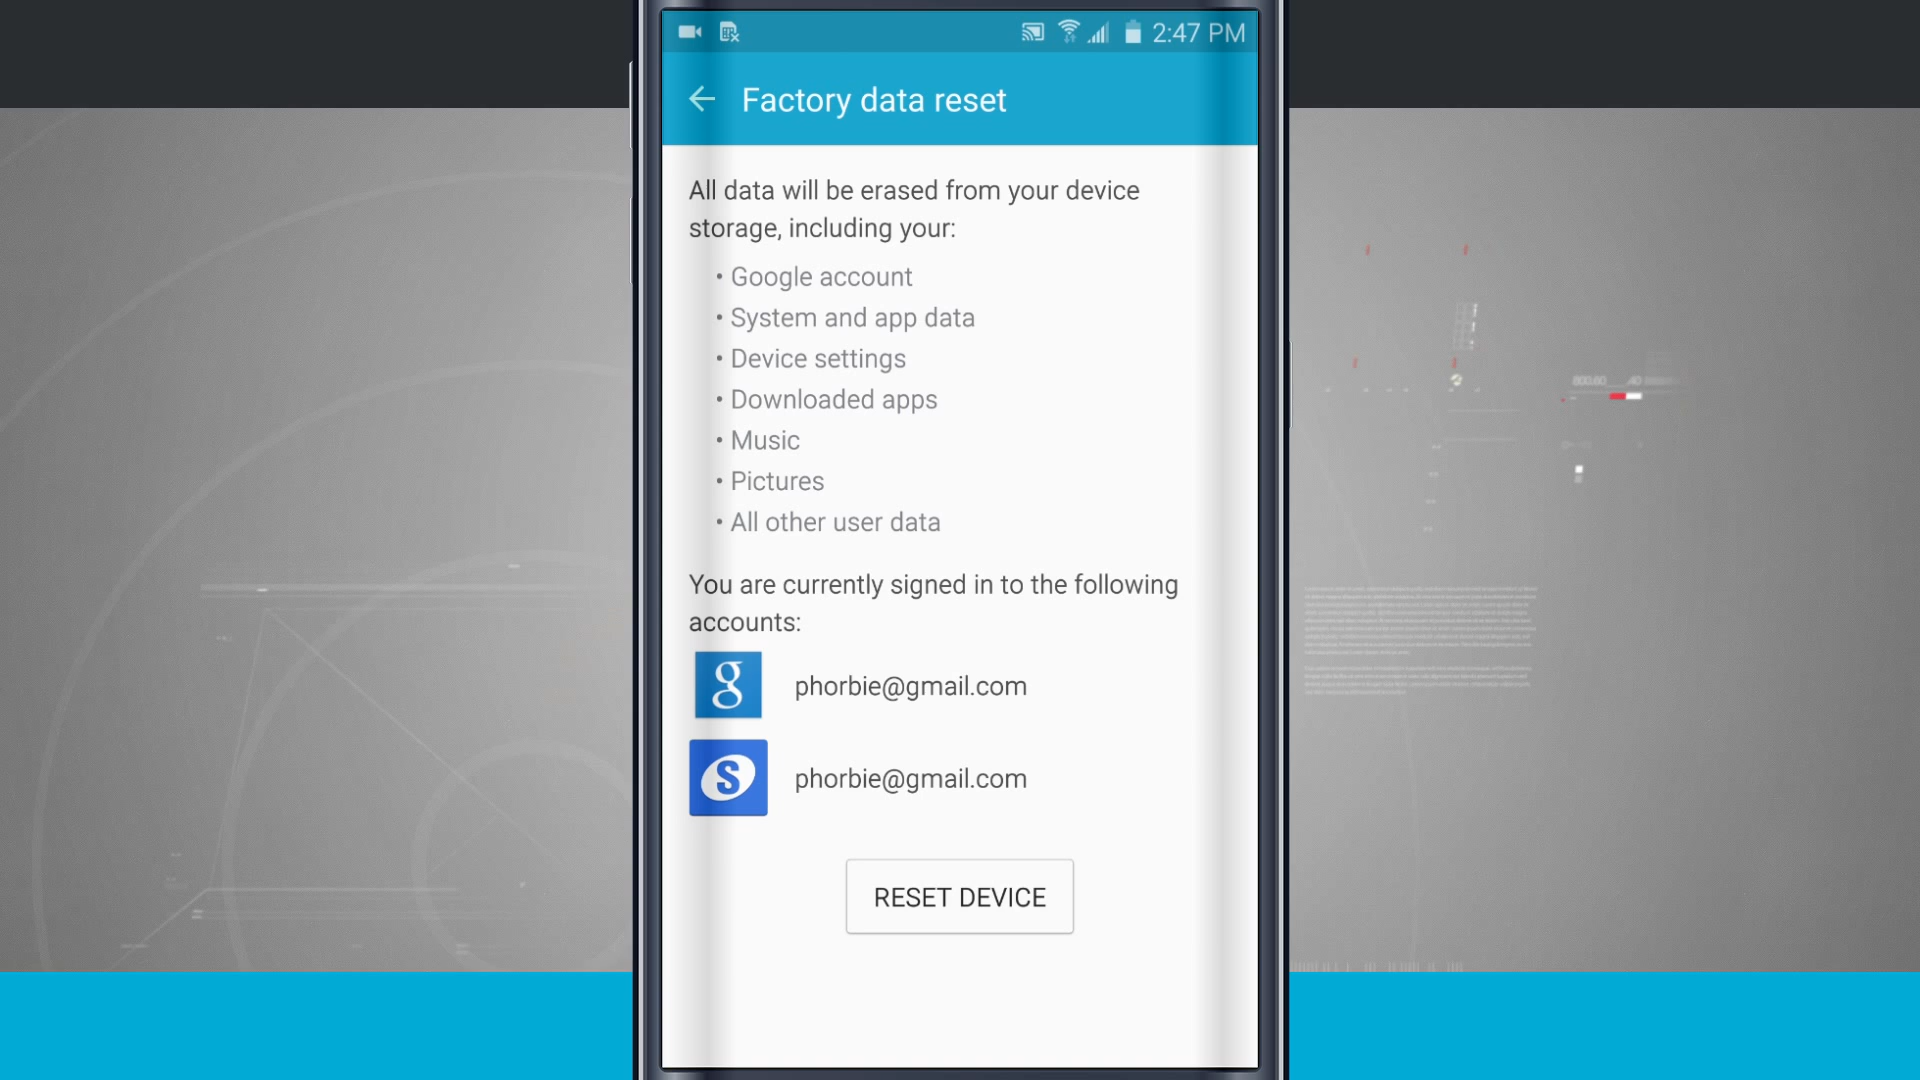 2:47 PM
Factory data reset
All data will be erased from your device
storage, including your:
• Google account
• System and app data
• Device settings
• Downloaded apps
• Music
• Pictures
• All other user data
You are currently signed in to the following
accounts:
g phorbie@gmail.com
S phorbie@gmail.com
RESET DEVICE